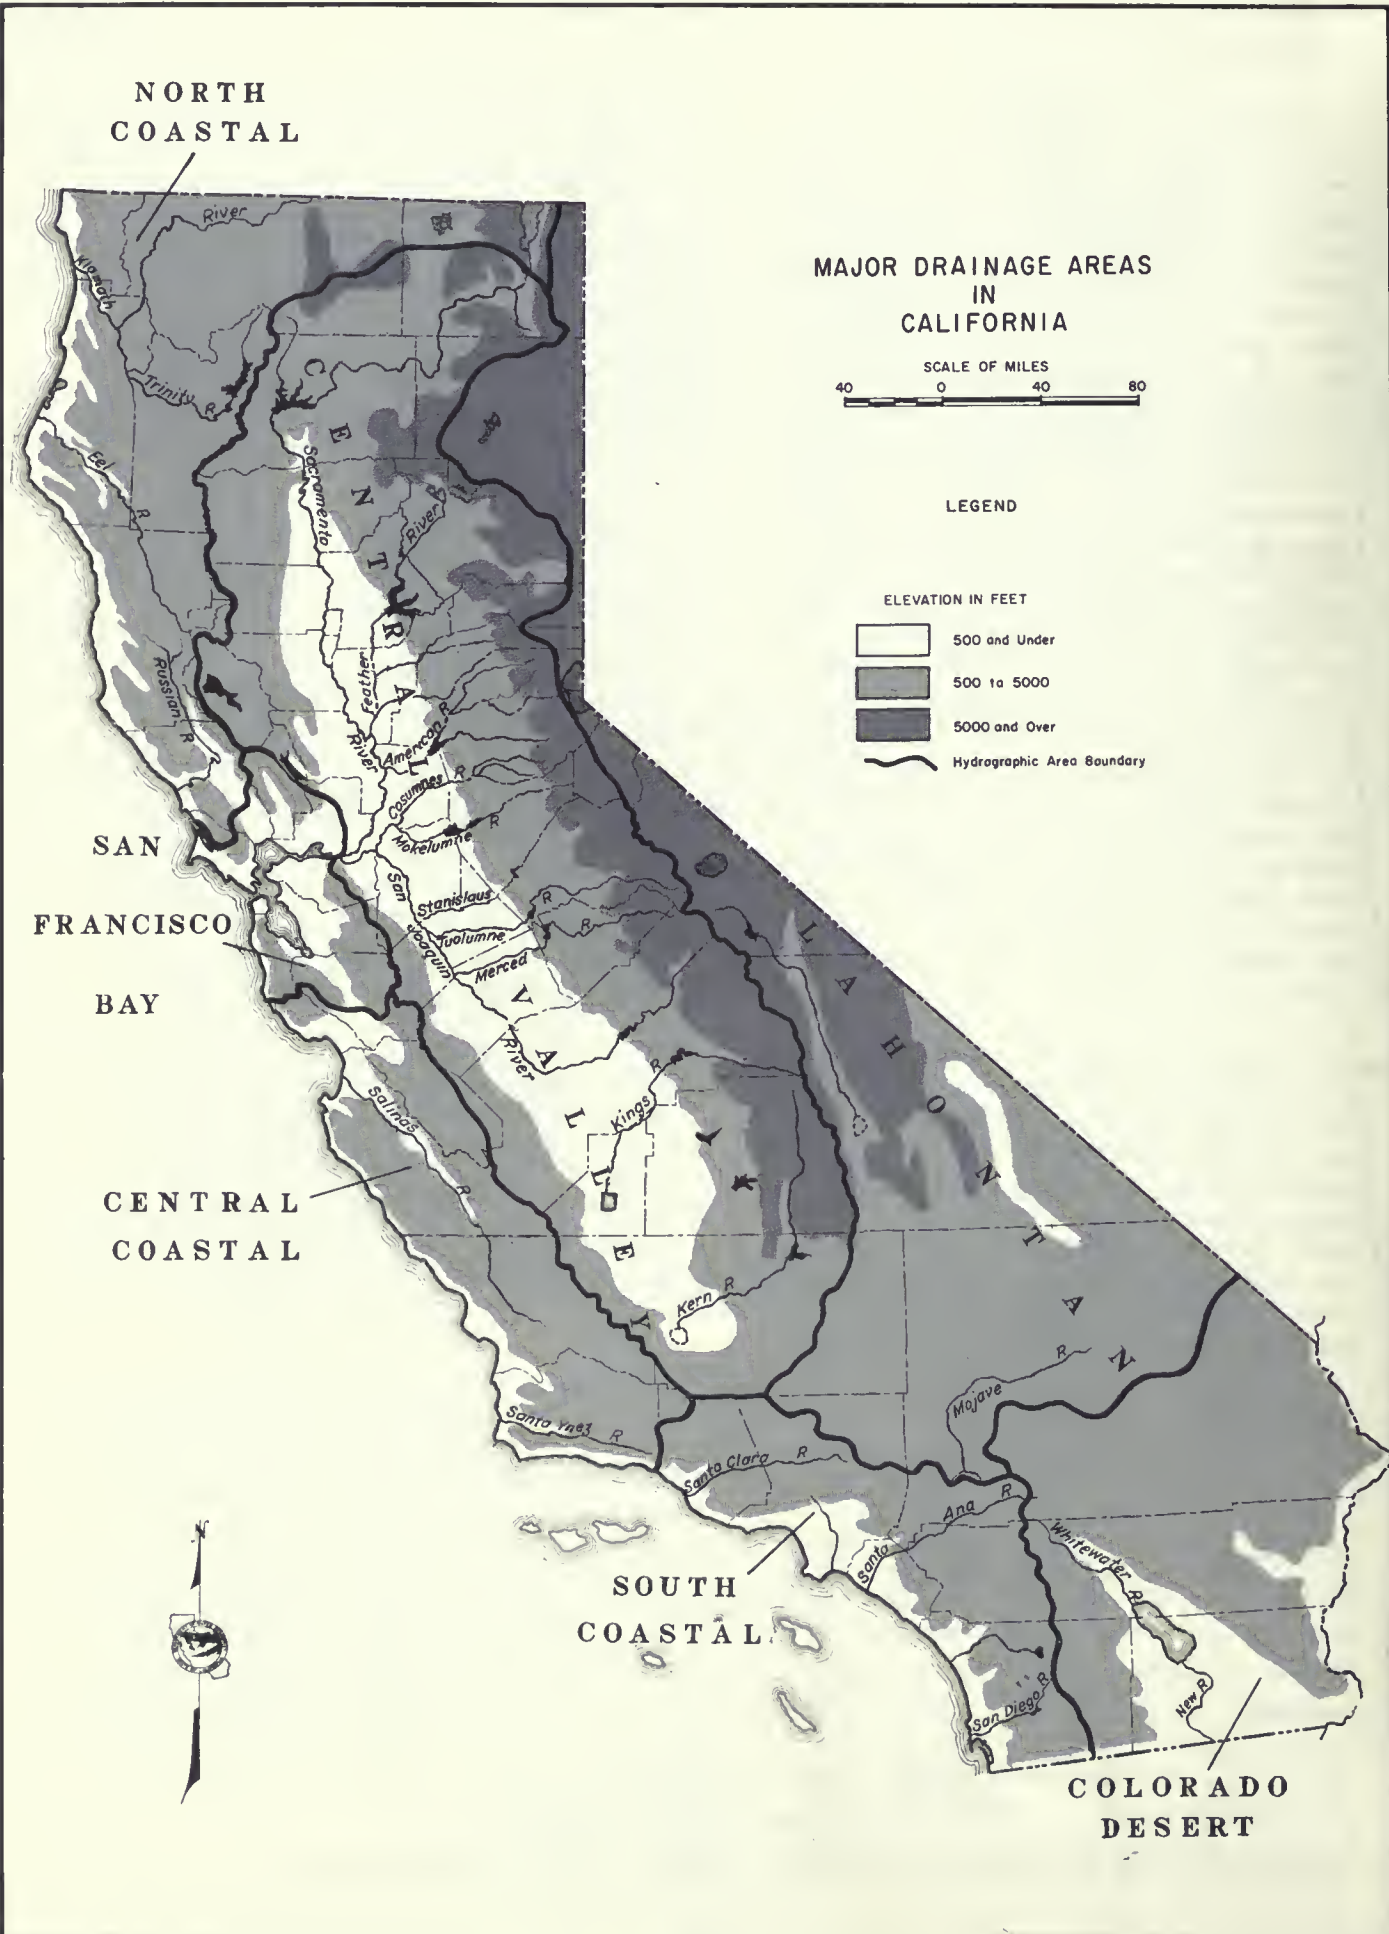 NORTH
COASTAL
River
Klamath
Trinity R
MAJOR DRAINAGE AREAS
IN
CALIFORNIA
SCALE OF MILES
40 0 40 80
LEGEND
ELEVATION IN FEET
500 and Under
500 to 5000
5000 and Over
Hydrographic Area Boundary
CENTRAL VALLEY
LAHONTAN
Eel R
Sacramento
River
River R
Feather
Russian R
American R
Cosumnes R
Mokelumne R
SAN
FRANCISCO
BAY
San Joaquin River
Stanislaus R
Tuolumne R
Merced
Kings R
Salinas R
CENTRAL
COASTAL
Kern R
Mojave R
Santa Ynez R
Santa Clara R
Santa Ana R
Whitewater R
N
SOUTH
COASTAL
San Diego R
New R
COLORADO
DESERT